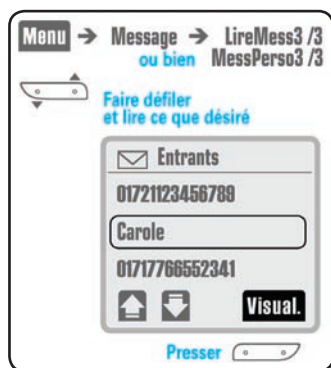 Menu → Message → LireMess3 /3
ou bien MessPerso3 /3
Faire défiler
et lire ce que désiré
Entrants
01721123456789
Carole
01717766552341
Visual.
Presser